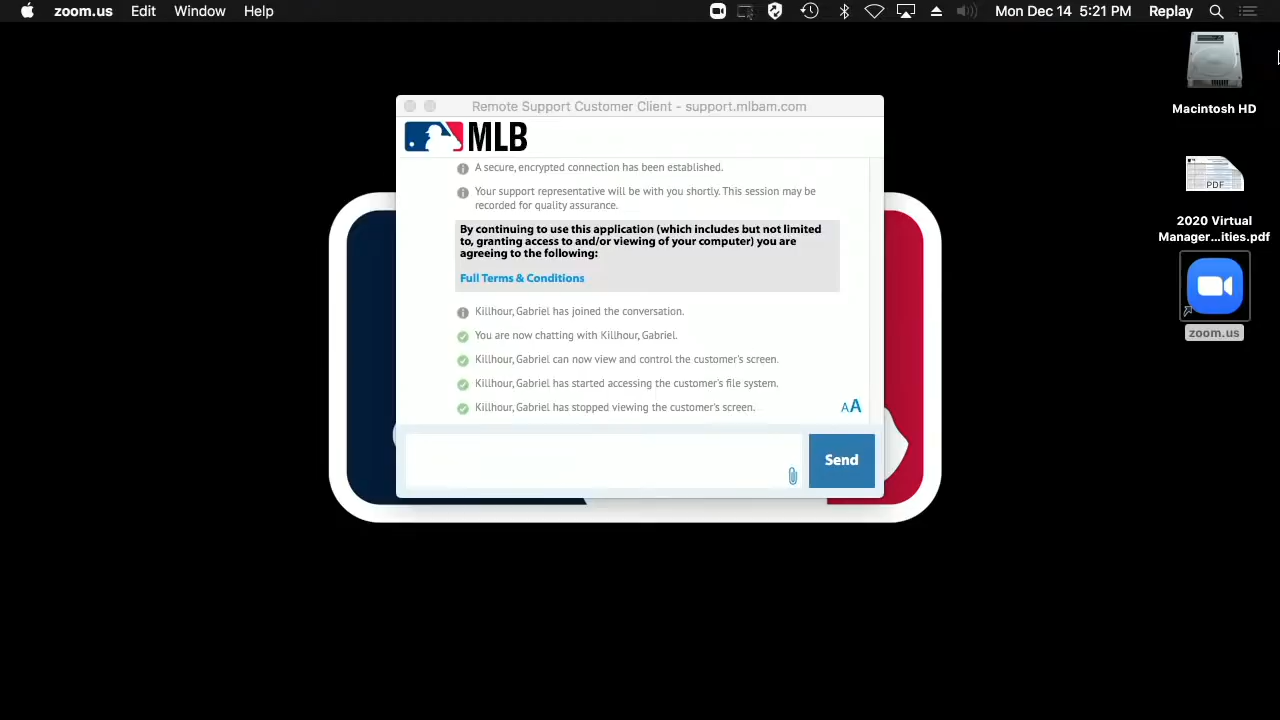 zoom.us Edit Window Help Mon Dec 14 5:21 PM Replay
Remote Support Customer Client - support.mlbam.com
MLB
A secure, encrypted connection has been established.
Your support representative will be with you shortly. This session may be
recorded for quality assurance.
By continuing to use this application (which includes but not limited
to, granting access to and/or viewing of your computer) you are
agreeing to the following:
Full Terms & Conditions
Killhour, Gabriel has joined the conversation.
You are now chatting with Killhour, Gabriel.
Killhour, Gabriel can now view and control the customer's screen.
Killhour, Gabriel has started accessing the customer's file system.
Killhour, Gabriel has stopped viewing the customer's screen.
AA
Send
Macintosh HD
PDF
2020 Virtual
Manager...ities.pdf
zoom.us